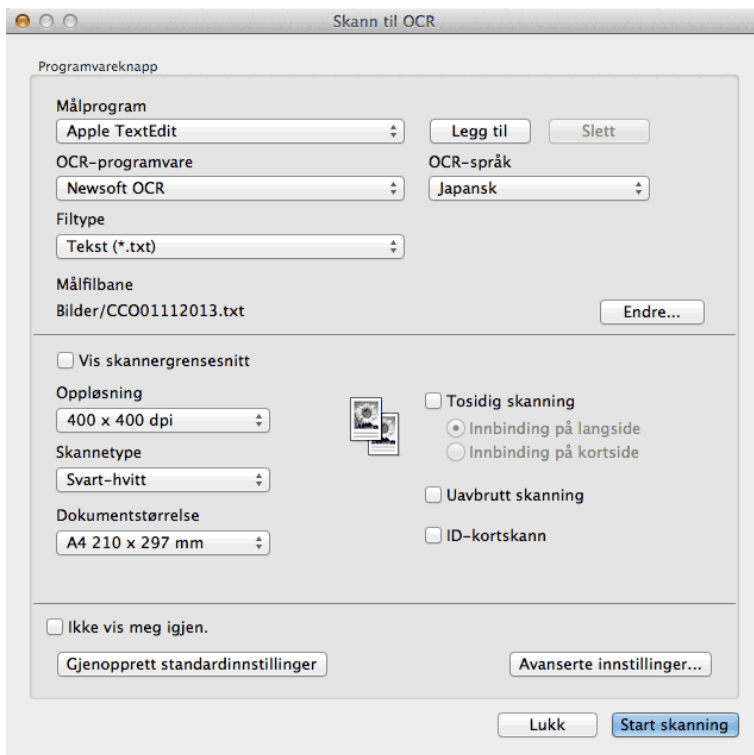 Skann til OCR
Programvareknapp
Målprogram
Apple TextEdit
Legg til
Slett
OCR-programvare
OCR-språk
Newsoft OCR
Japansk
Filtype
Tekst (*.txt)
Målfilbane
Bilder/CCO01112013.txt
Endre...
Vis skannergrensesnitt
Oppløsning
400 x 400 dpi
Tosidig skanning
Innbinding på langside
Skannetype
Innbinding på kortside
Svart-hvitt
Uavbrutt skanning
Dokumentstørrelse
A4 210 x 297 mm
ID-kortskann
Ikke vis meg igjen.
Gjenopprett standardinnstillinger
Avanserte innstillinger...
Lukk
Start skanning